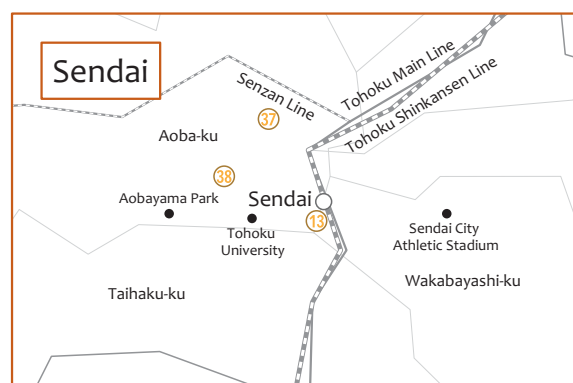 Sendai
Senzan Line
Tohoku Main Line
Tohoku Shinkansen Line
37
Aoba-ku
38
Aobayama Park
Sendai
13
Tohoku
University
Sendai City
Athletic Stadium
Taihaku-ku
Wakabayashi-ku